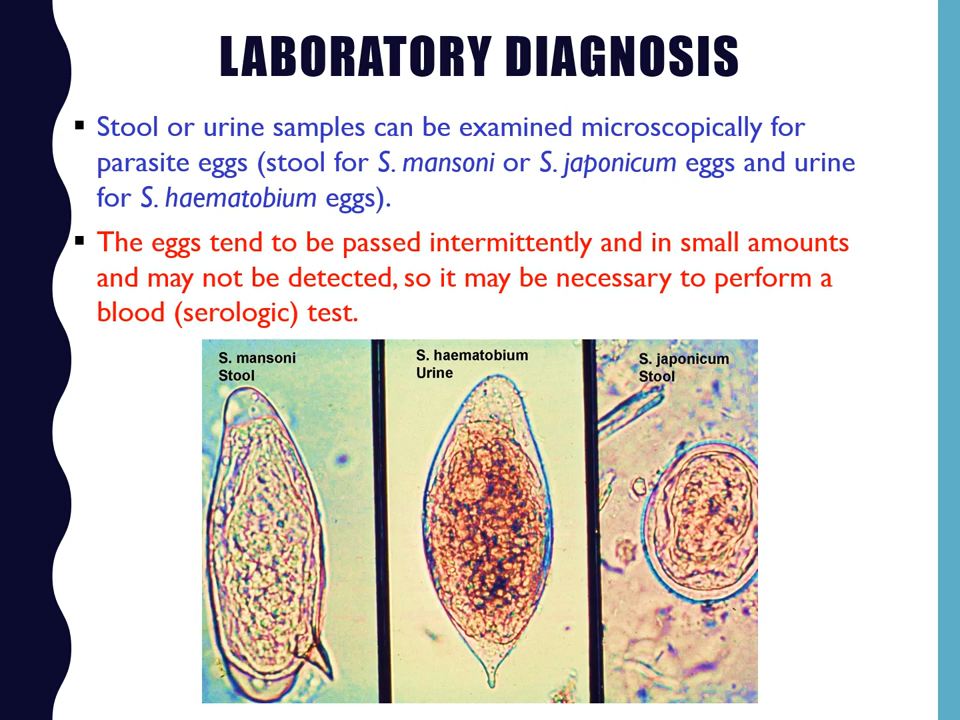 LABORATORY DIAGNOSIS
▪ Stool or urine samples can be examined microscopically for
parasite eggs (stool for S. mansoni or S. japonicum eggs and urine
for S. haematobium eggs).
▪ The eggs tend to be passed intermittently and in small amounts
and may not be detected, so it may be necessary to perform a
blood (serologic) test.
S. mansoni
Stool
S. haematobium
Urine
S. japonicum
Stool